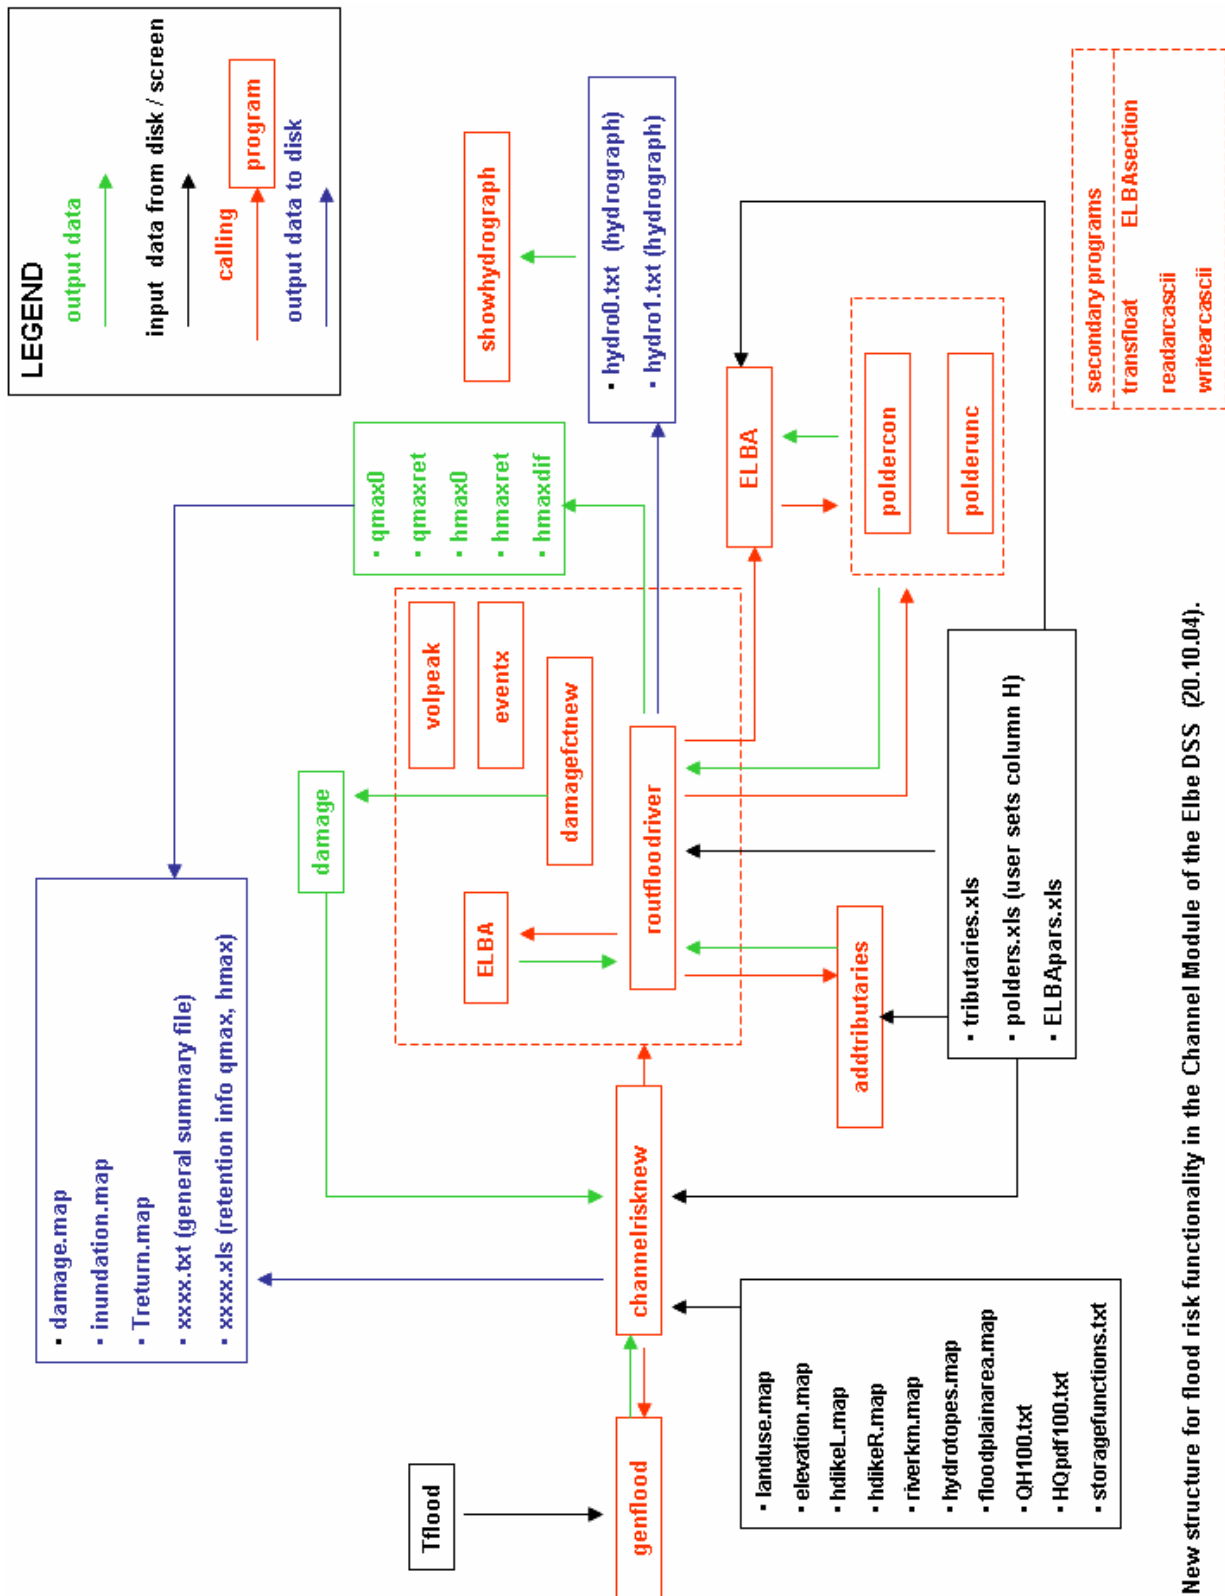 LEGEND
output data
input data from disk / screen
calling
program
output data to disk
• damage.map
• inundation.map
• Treturn.map
• xxxx.txt (general summary file)
• xxxx.xls (retention info qmax, hmax)
damage
• qmax0
• qmaxret
• hmax0
• hmaxret
• hmaxdif
showhydrograph
• hydro0.txt (hydrograph)
• hydro1.txt (hydrograph)
volpeak
eventx
damagefctnew
ELBA
routfloodriver
Tflood
genflood
channelrisknew
addtributaries
ELBA
poldercon
polderunc
• landuse.map
• elevation.map
• hdikeL.map
• hdikeR.map
• riverkm.map
• hydrotopes.map
• floodplainarea.map
• QH100.txt
• HQpdf100.txt
• storagefunctions.txt
• tributaries.xls
• polders.xls (user sets column H)
• ELBApars.xls
secondary programs
transfloat ELBAsection
readarcascii
writearcascii
New structure for flood risk functionality in the Channel Module of the Elbe DSS (20.10.04).